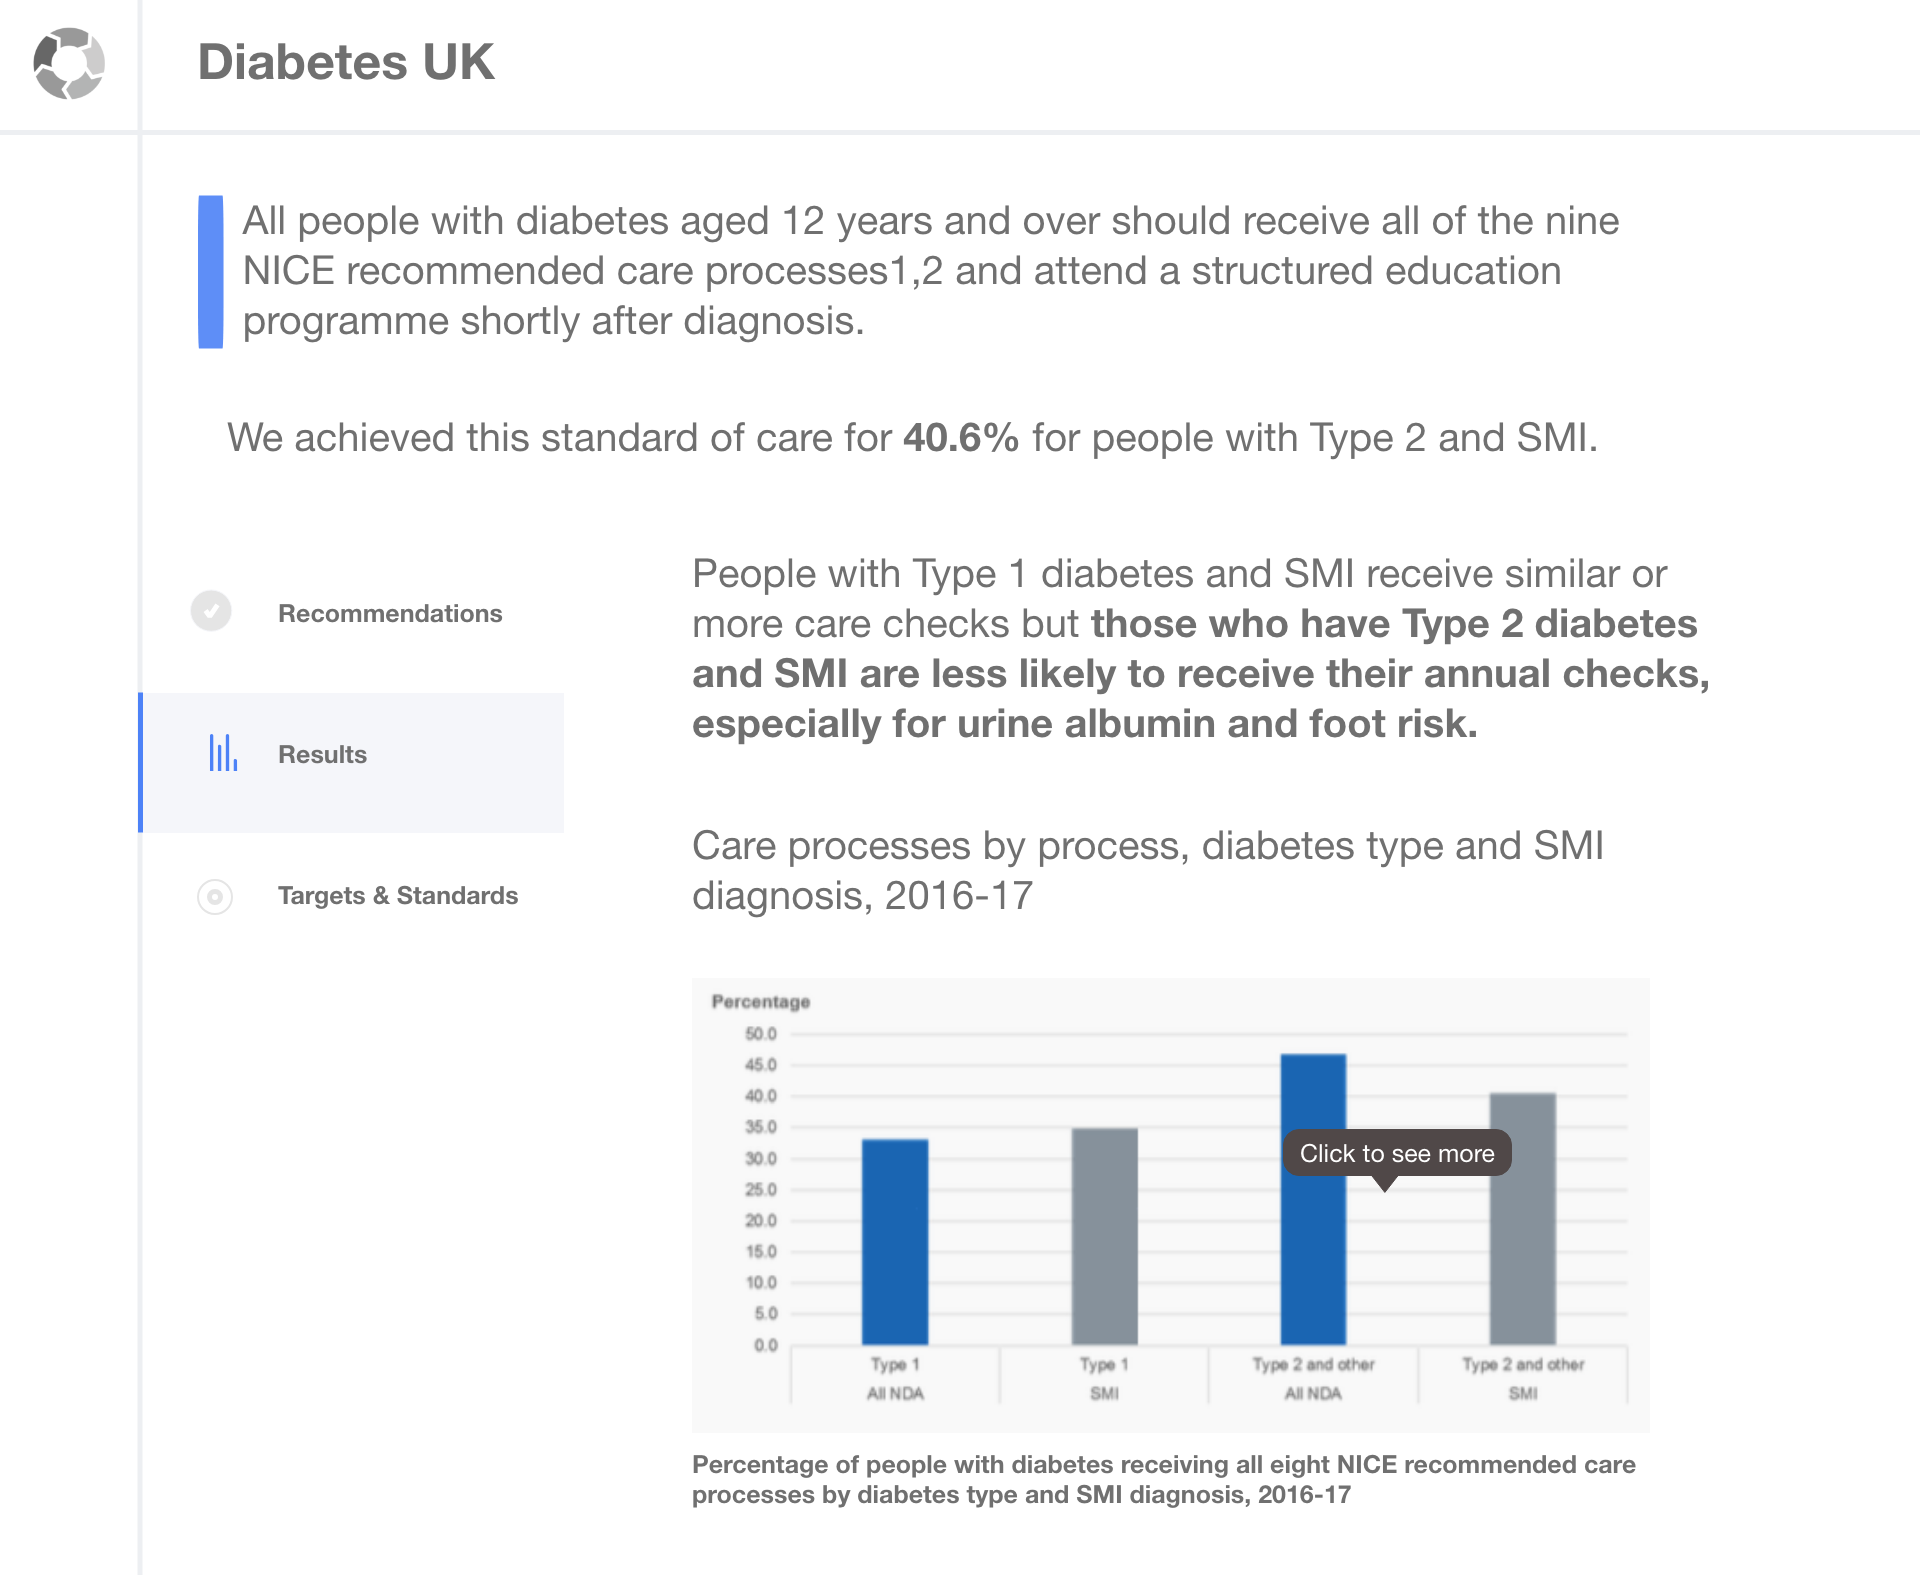 Diabetes UK
All people with diabetes aged 12 years and over should receive all of the nine
NICE recommended care processes1,2 and attend a structured education
programme shortly after diagnosis.
We achieved this standard of care for 40.6% for people with Type 2 and SMI.
Recommendations
Results
Targets & Standards
People with Type 1 diabetes and SMI receive similar or
more care checks but those who have Type 2 diabetes
and SMI are less likely to receive their annual checks,
especially for urine albumin and foot risk.
Care processes by process, diabetes type and SMI
diagnosis, 2016-17
Percentage
50.0
45.0
40.0
35.0
30.0
25.0
20.0
15.0
10.0
5.0
0.0
Click to see more
Type 1 Type 1 Type 2 and other Type 2 and other
All NDA SMI All NDA SMI
Percentage of people with diabetes receiving all eight NICE recommended care
processes by diabetes type and SMI diagnosis, 2016-17